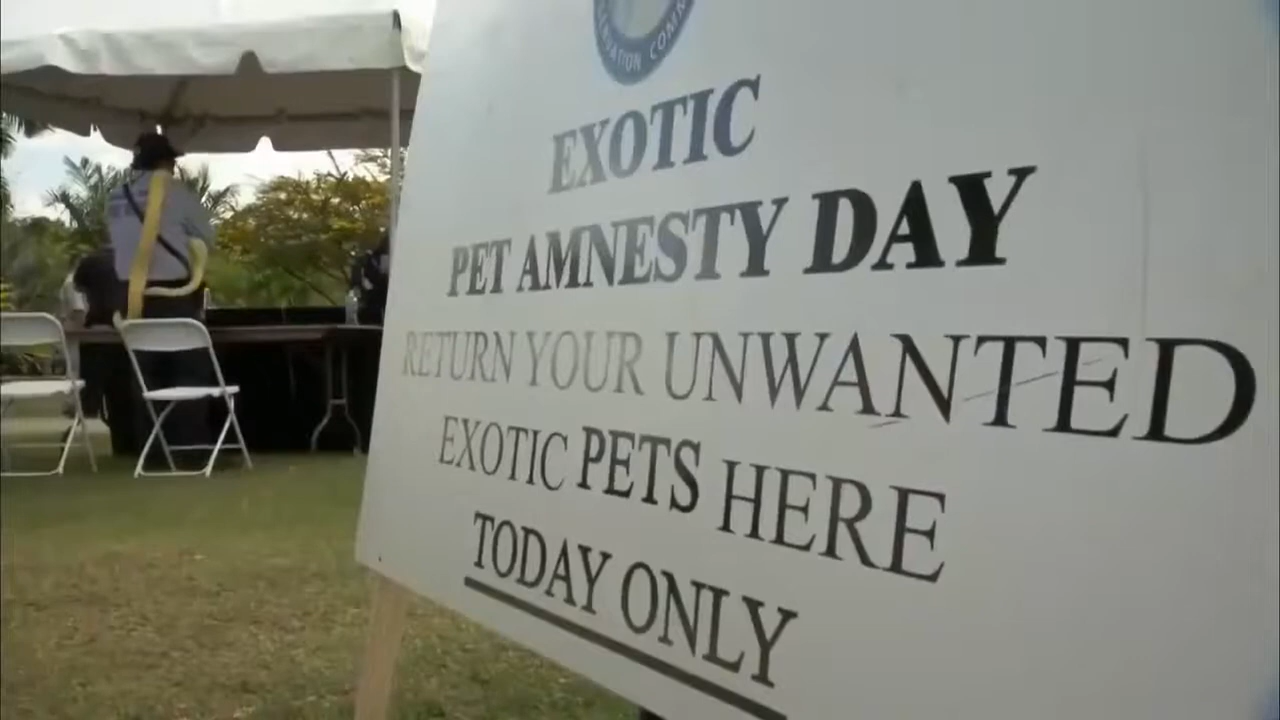 EXOTIC
PET AMNESTY DAY
RETURN YOUR UNWANTED
EXOTIC PETS HERE
TODAY ONLY